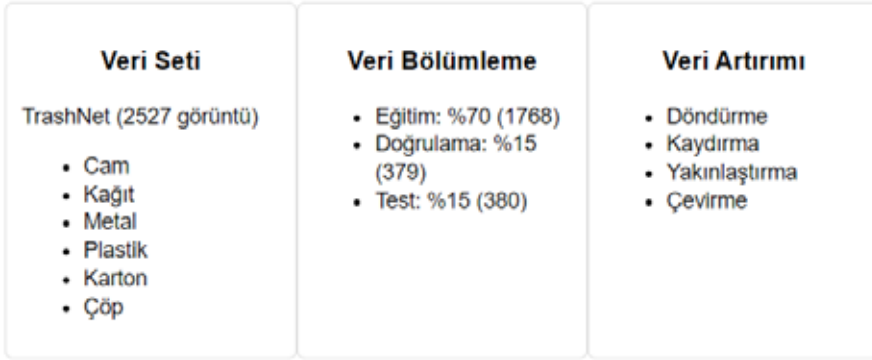 Veri Seti
TrashNet (2527 görüntü)
• Cam
• Kağıt
• Metal
• Plastik
• Karton
• Çöp
Veri Bölümleme
• Eğitim: %70 (1768)
• Doğrulama: %15
(379)
• Test: %15 (380)
Veri Artırımı
• Döndürme
• Kaydırma
• Yakınlaştırma
• Çevirme